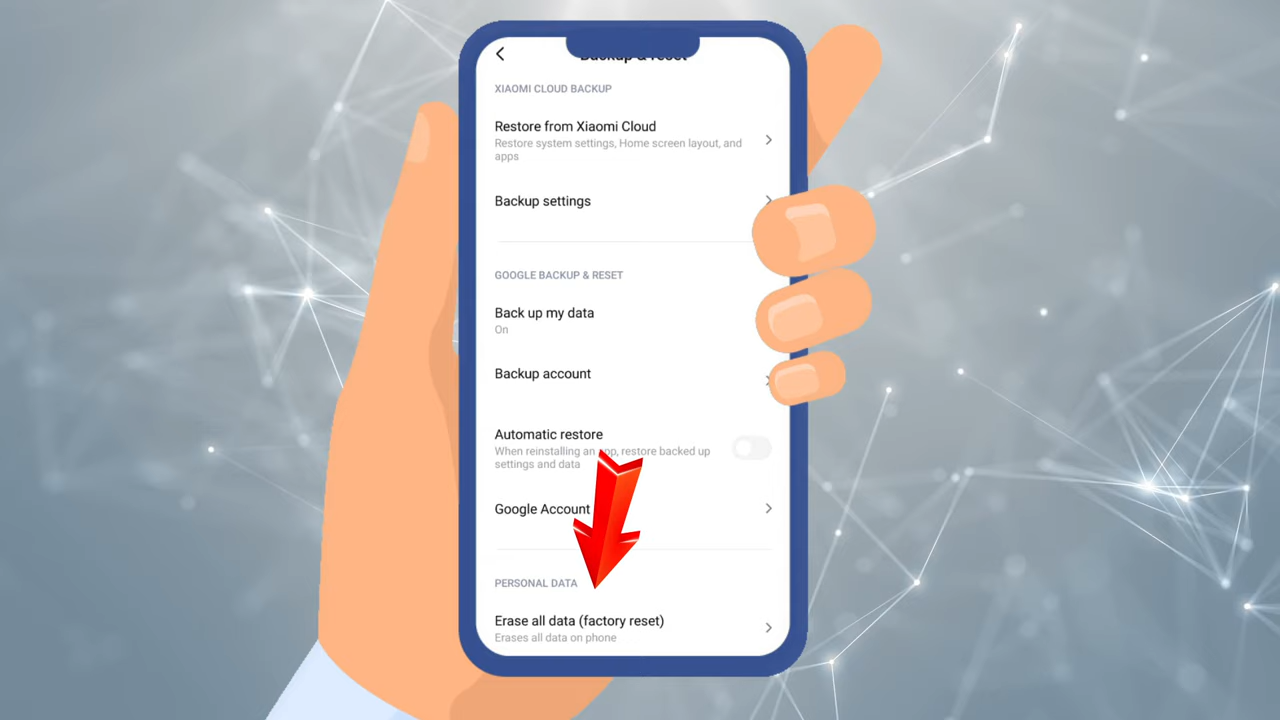 Backup & reset
XIAOMI CLOUD BACKUP
Restore from Xiaomi Cloud
Restore system settings, Home screen layout, and
apps
Backup settings
GOOGLE BACKUP & RESET
Back up my data
On
Backup account
Automatic restore
When reinstalling an app, restore backed up
settings and data
Google Account
PERSONAL DATA
Erase all data (factory reset)
Erases all data on phone